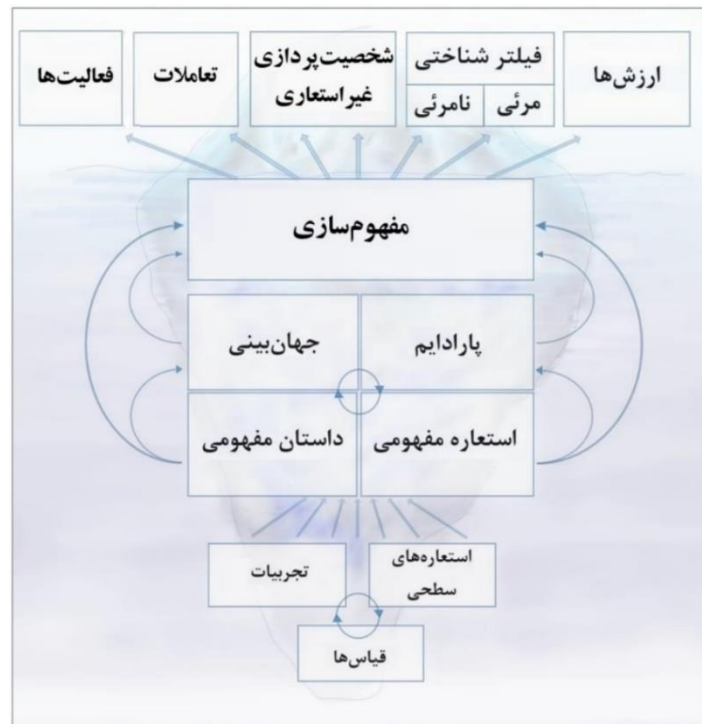 ارزش‌ها
فیلتر شناختی
مرئی
نامرئی
شخصیت‌پردازی
غیراستعاری
تعاملات
فعالیت‌ها
مفهوم‌سازی
پارادایم
جهان‌بینی
استعاره مفهومی
داستان مفهومی
استعاره‌های
سطحی
تجربیات
قیاس‌ها